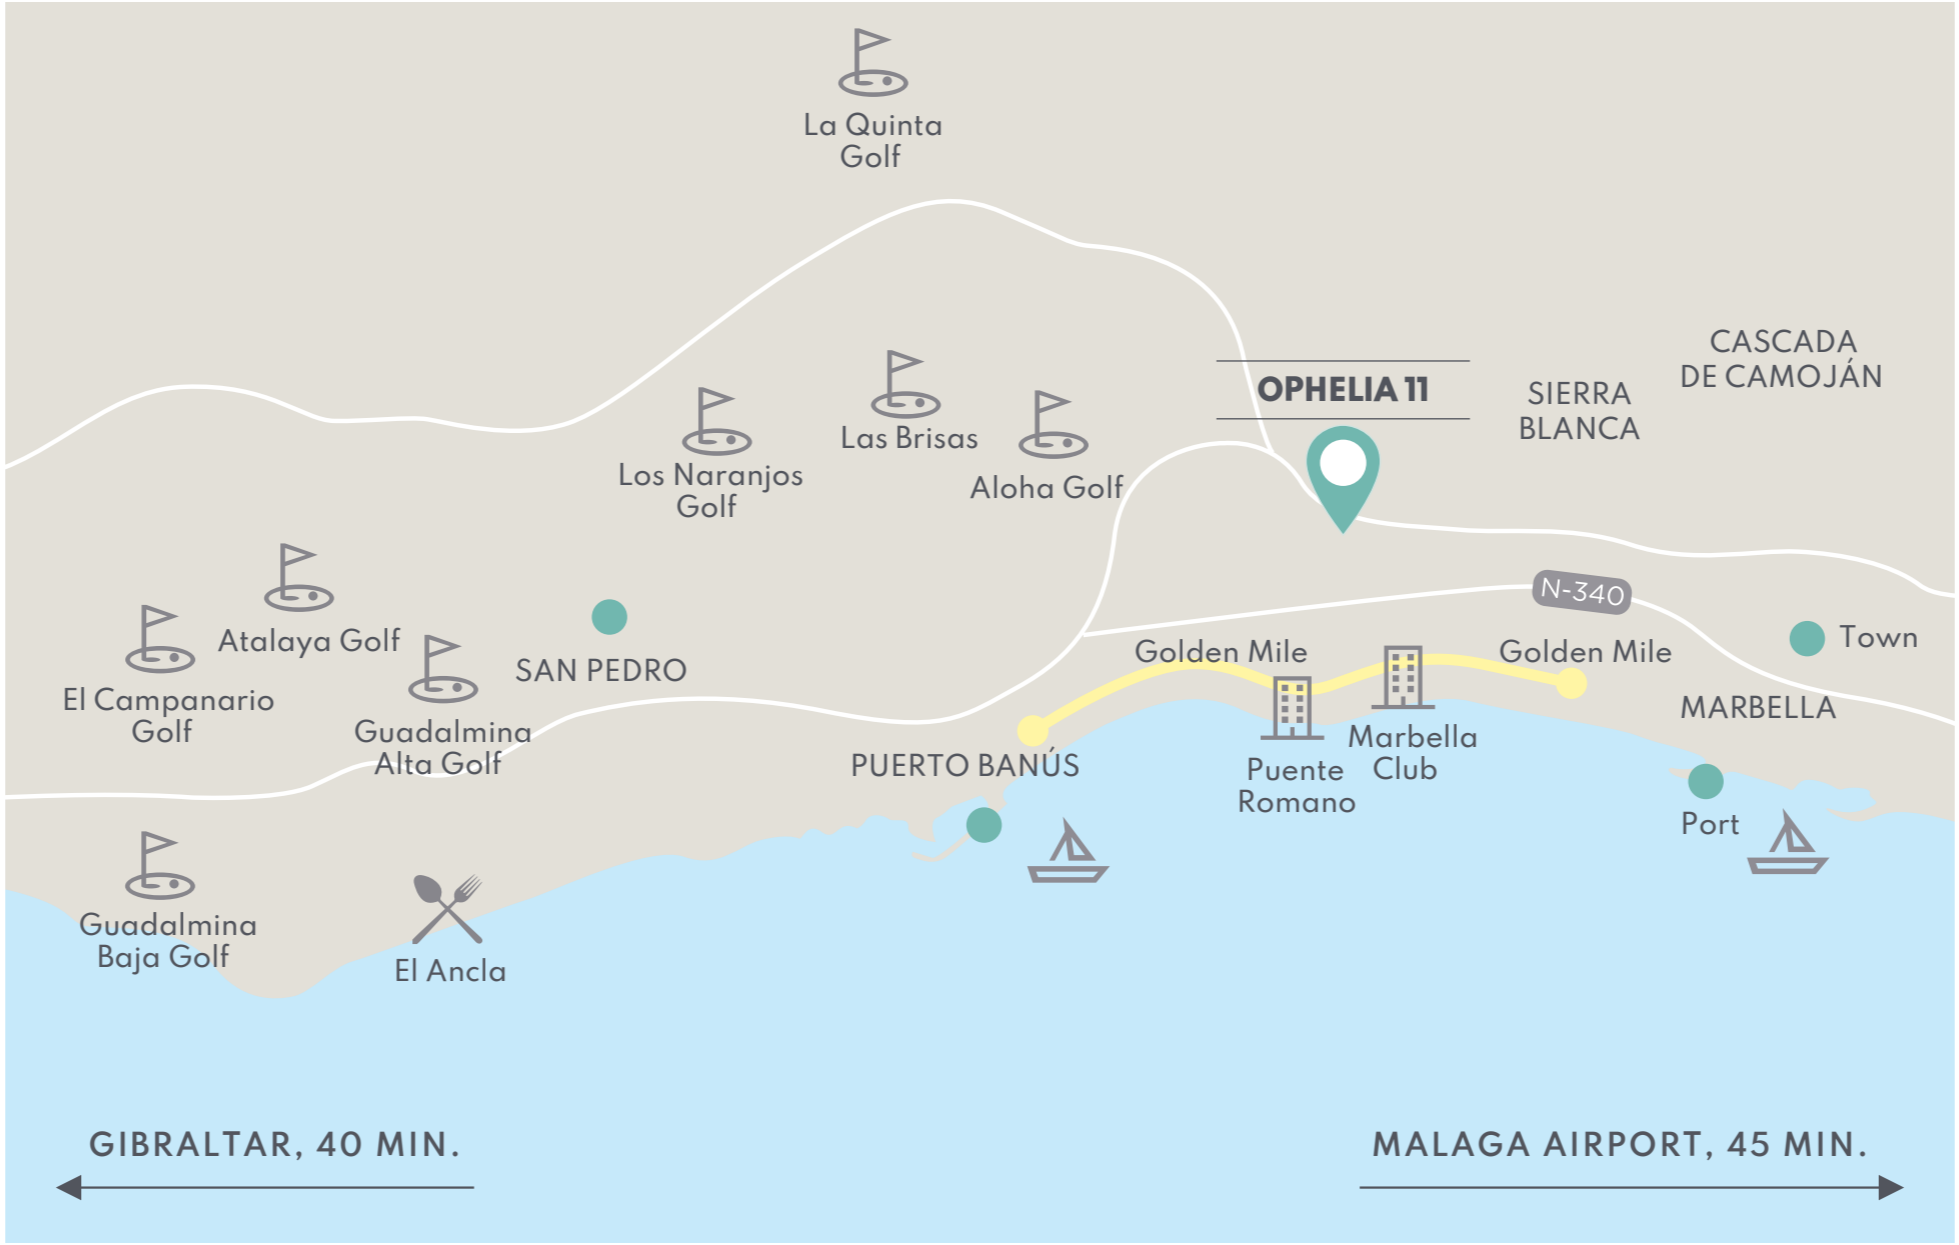 La Quinta
Golf
CASCADA
DE CAMOJÁN
OPHELIA 11
SIERRA
BLANCA
Las Brisas
Los Naranjos
Golf
Aloha Golf
N-340
Atalaya Golf
SAN PEDRO
Golden Mile
Golden Mile
Town
El Campanario
Golf
Guadalmina
Alta Golf
MARBELLA
PUERTO BANÚS
Marbella
Club
Puente
Romano
Port
Guadalmina
Baja Golf
El Ancla
GIBRALTAR, 40 MIN.
MALAGA AIRPORT, 45 MIN.